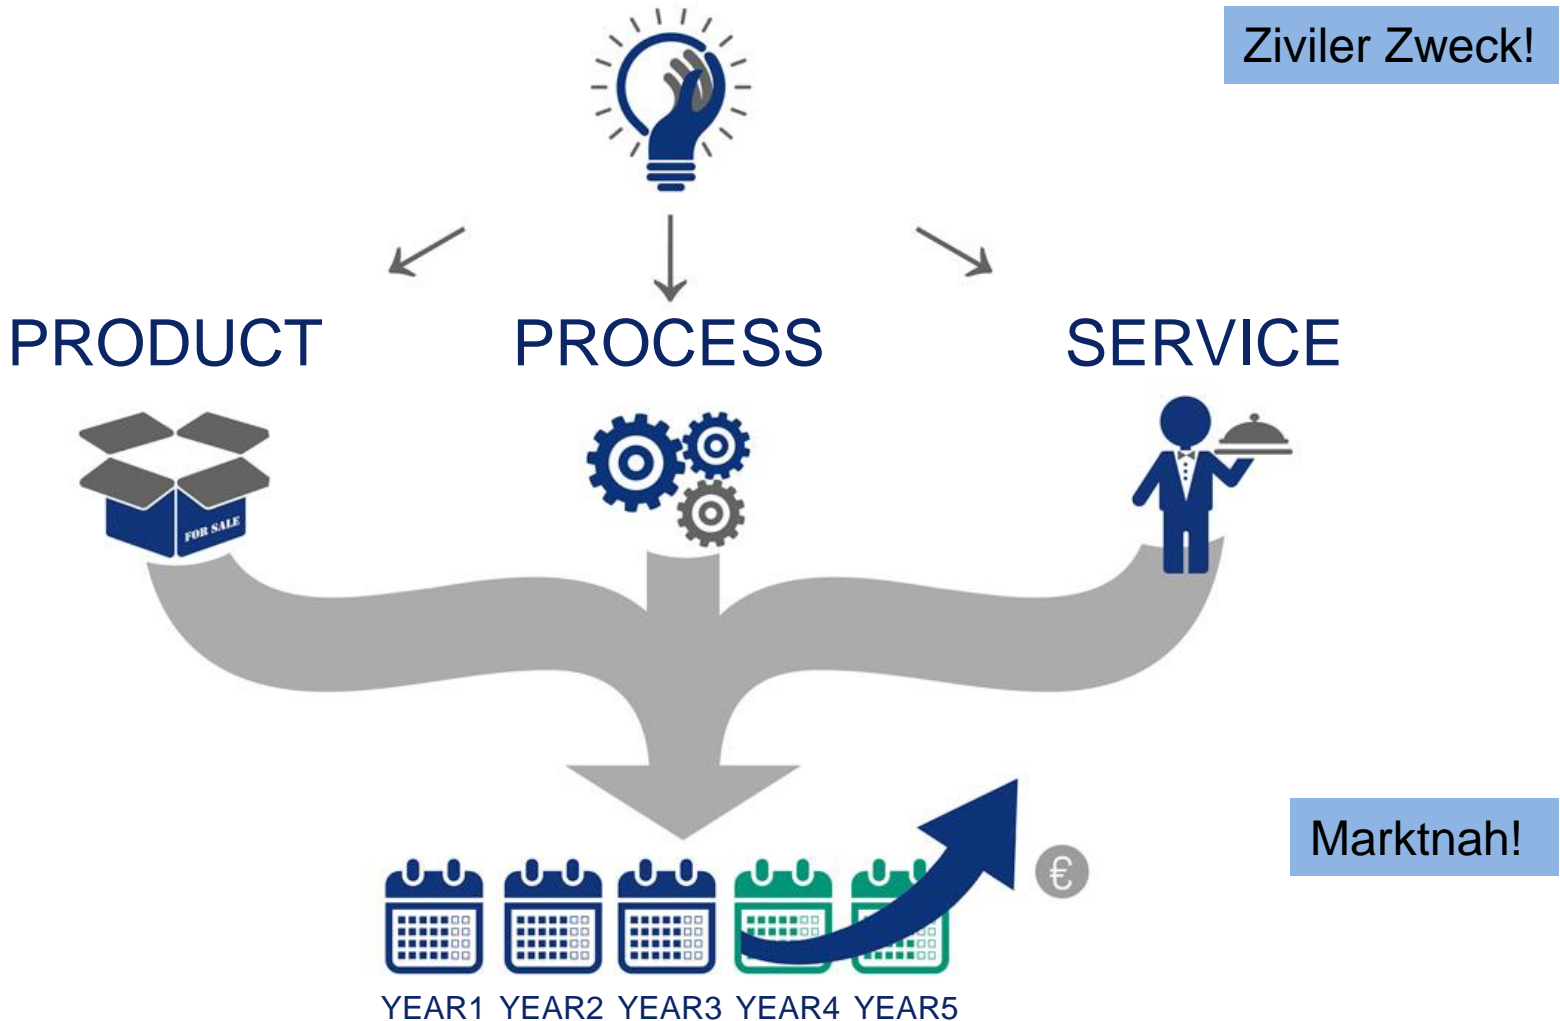 Ziviler Zweck!
PRODUCT
PROCESS
SERVICE
FOR SALE
Marktnah!
€
YEAR1 YEAR2 YEAR3 YEAR4 YEAR5